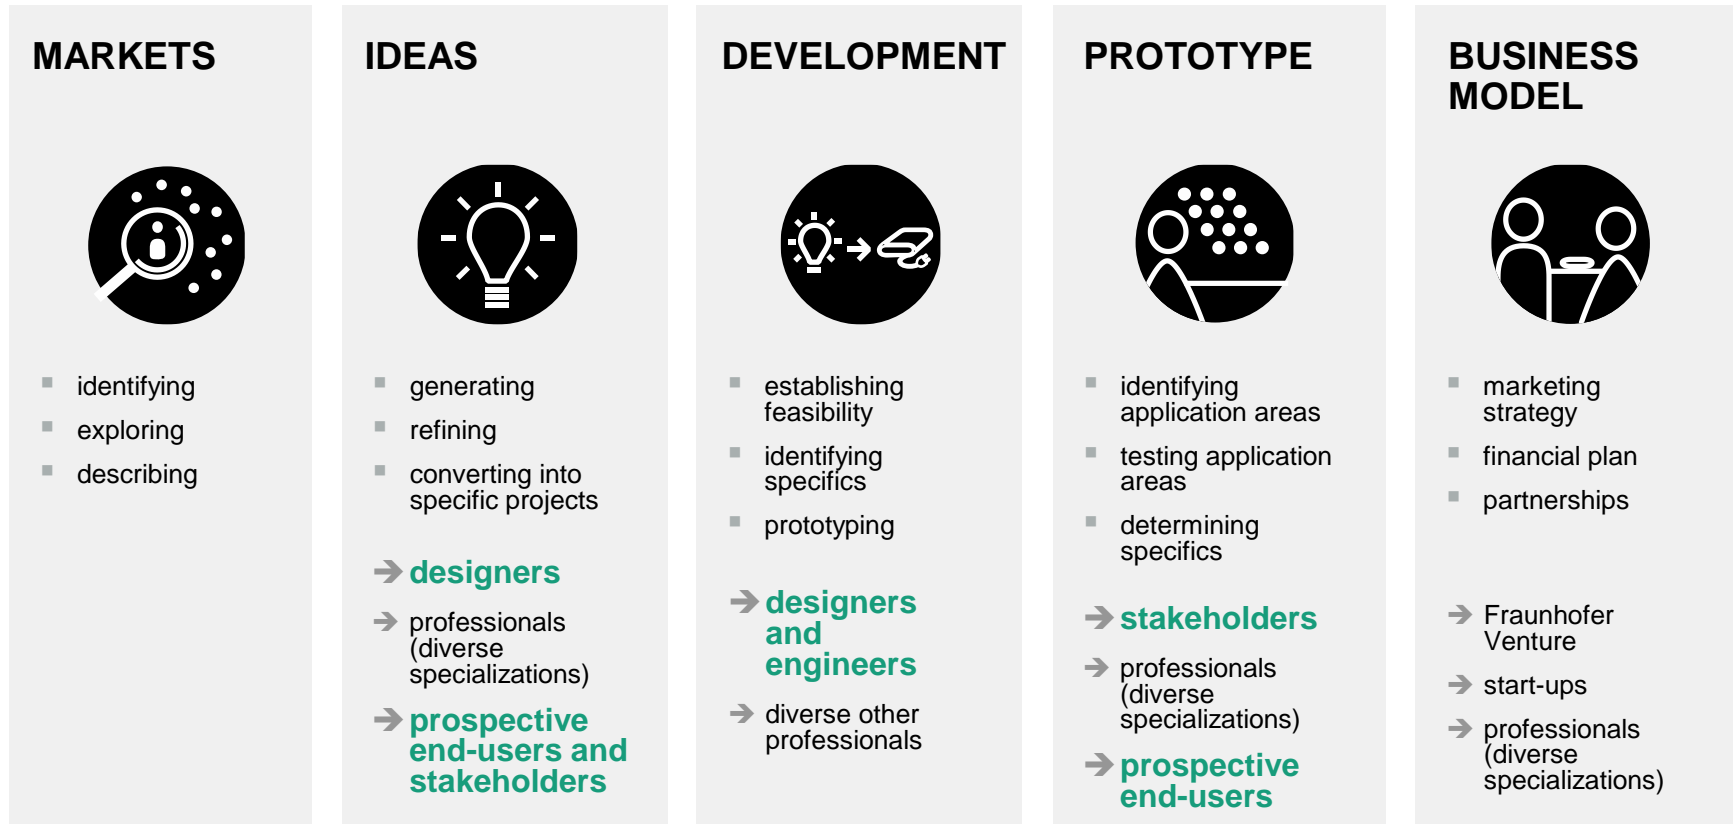 MARKETS
identifying
exploring
describing
IDEAS
generating
refining
converting into
specific projects
designers
professionals
(diverse
specializations)
prospective
end-users and
stakeholders
DEVELOPMENT
establishing
feasibility
identifying
specifics
prototyping
designers
and
engineers
diverse other
professionals
PROTOTYPE
identifying
application areas
testing application
areas
determining
specifics
stakeholders
professionals
(diverse
specializations)
prospective
end-users
BUSINESS
MODEL
marketing
strategy
financial plan
partnerships
Fraunhofer
Venture
start-ups
professionals
(diverse
specializations)